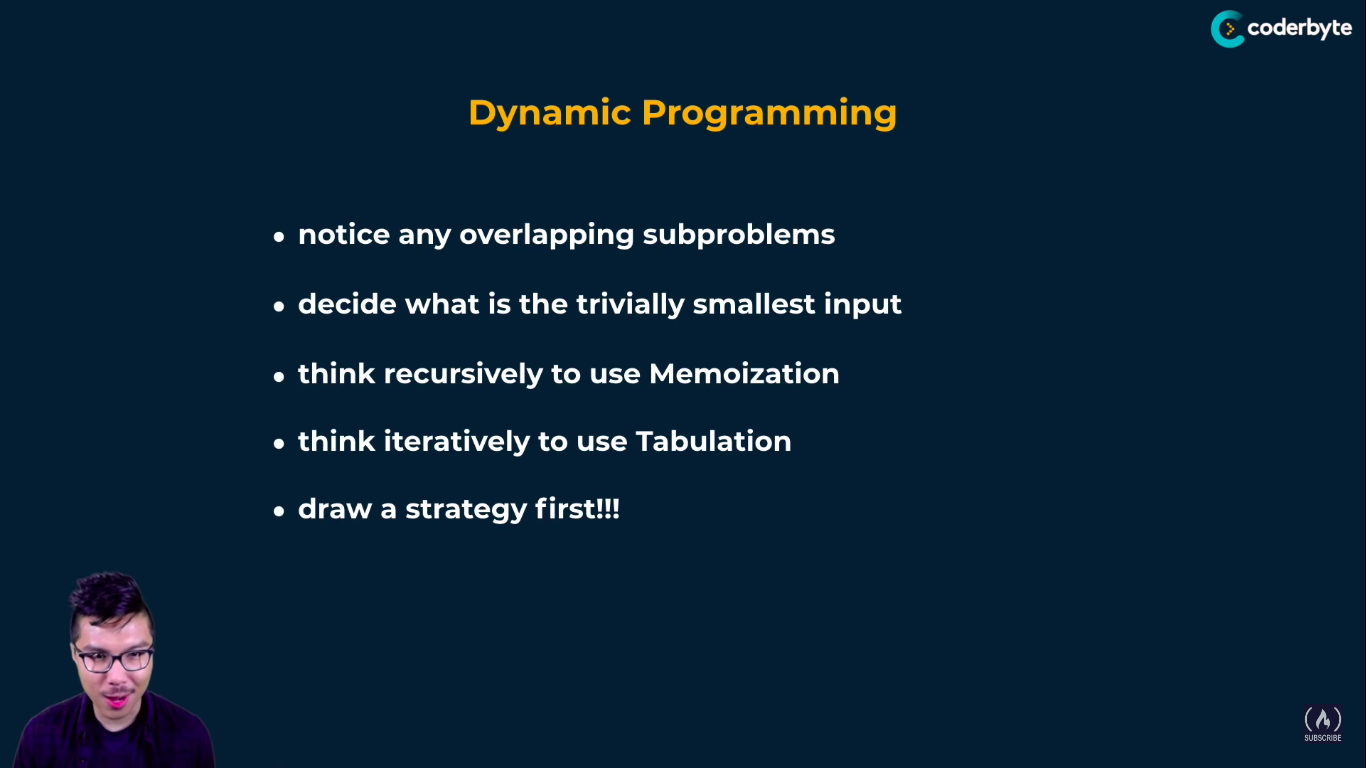 coderbyte
Dynamic Programming
• notice any overlapping subproblems
• decide what is the trivially smallest input
• think recursively to use Memoization
• think iteratively to use Tabulation
• draw a strategy first!!!
SUBSCRIBE